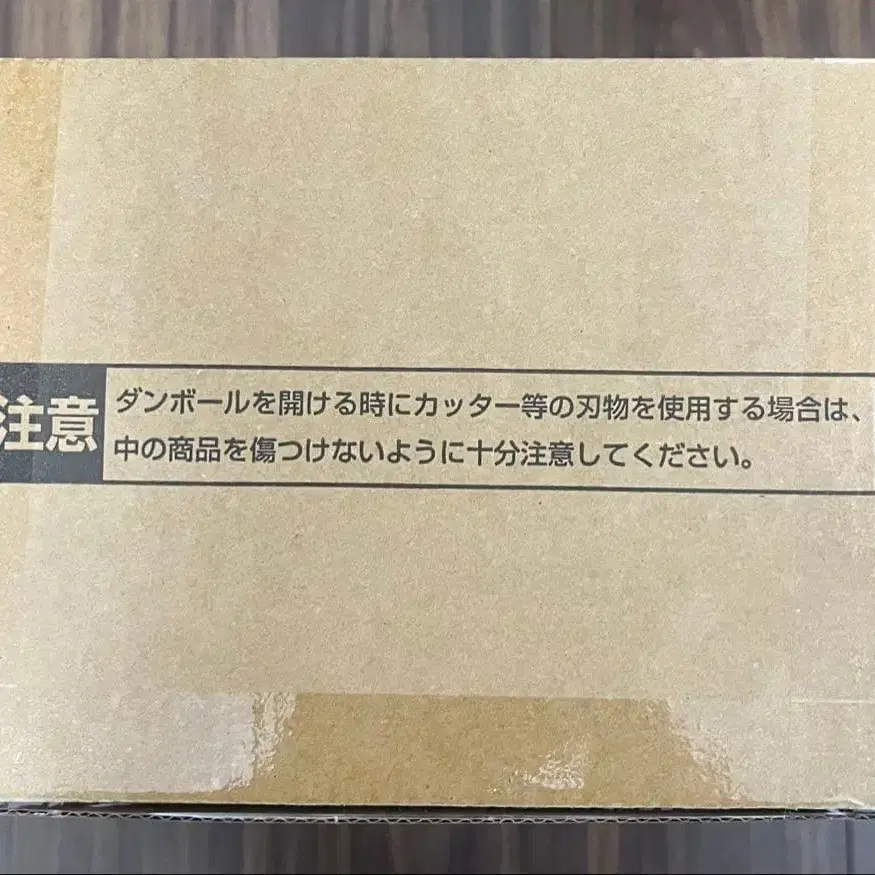 注意
ダンボールを開ける時にカッター等の刃物を使用する場合は、
中の商品を傷つけないように十分注意してください。